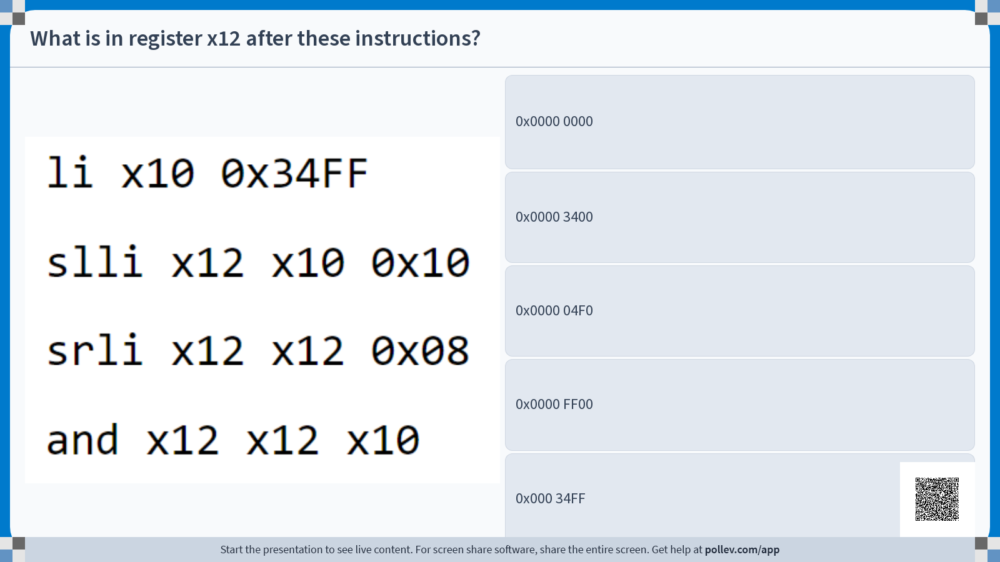 What is in register x12 after these instructions?
li x10 0x34FF
slli x12 x10 0x10
srli x12 x12 0x08
and x12 x12 x10
0x0000 0000
0x0000 3400
0x0000 04F0
0x0000 FF00
0x000 34FF
Start the presentation to see live content. For screen share software, share the entire screen. Get help at pollev.com/app